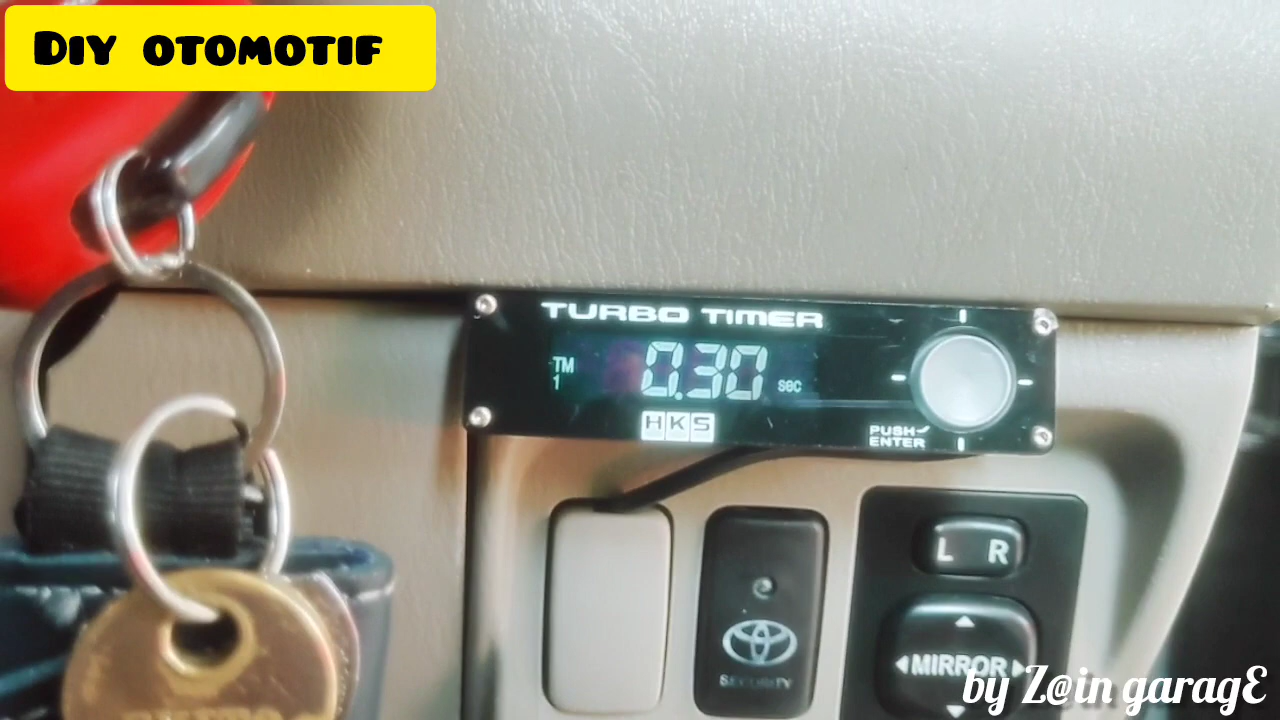 DIY OTOMOTIF
TURBO TIMER
TM
1
0.30
sec
HKS
PUSH
ENTER
L R
MIRROR
SECURITY
by Z@in garagE